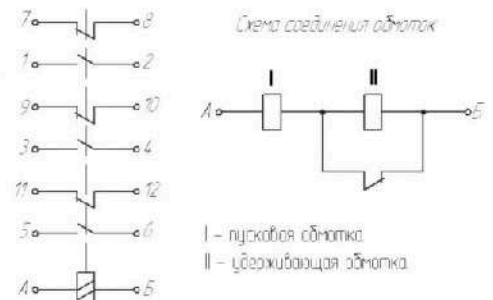 7 8
Схема соединения обмоток
1 2
I II
9 10
А Б
3 4
11 12
5 6
I – пусковая обмотка
II – удерживающая обмотка
А Б